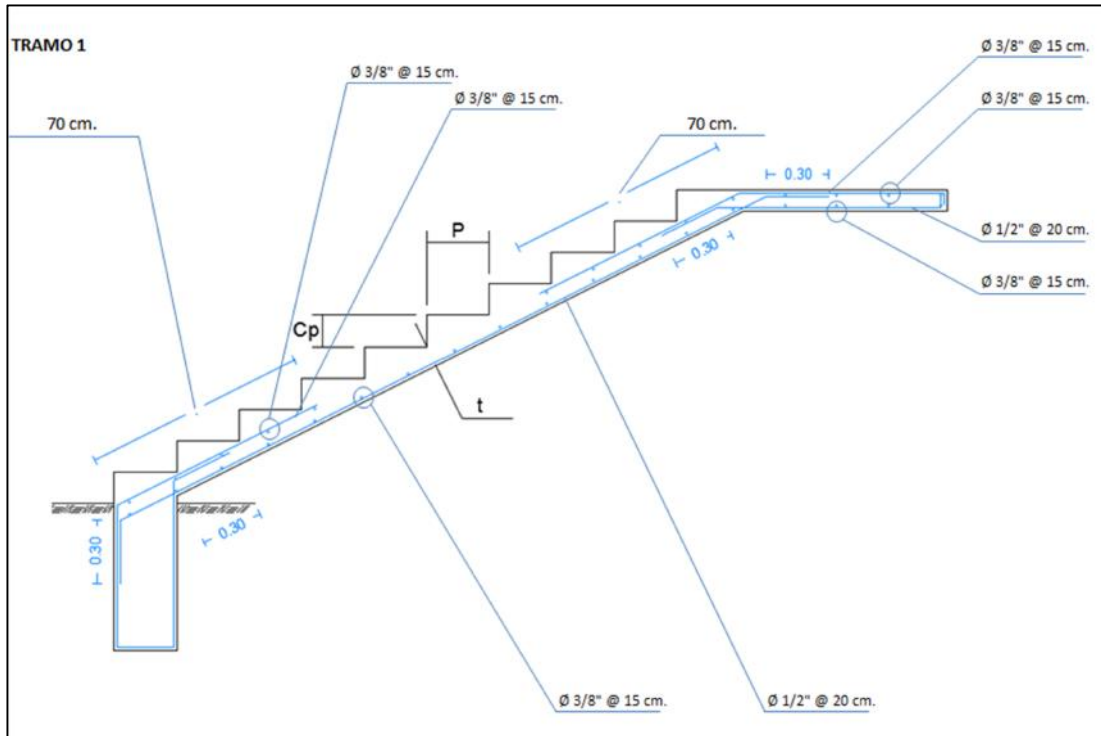 TRAMO 1
Ø 3/8" @ 15 cm.
Ø 3/8" @ 15 cm.
Ø 3/8" @ 15 cm.
Ø 3/8" @ 15 cm.
70 cm.
70 cm.
0.30
P
Ø 1/2" @ 20 cm.
0.30
Ø 3/8" @ 15 cm.
Cp
t
0.30
0.30
Ø 3/8" @ 15 cm.
Ø 1/2" @ 20 cm.